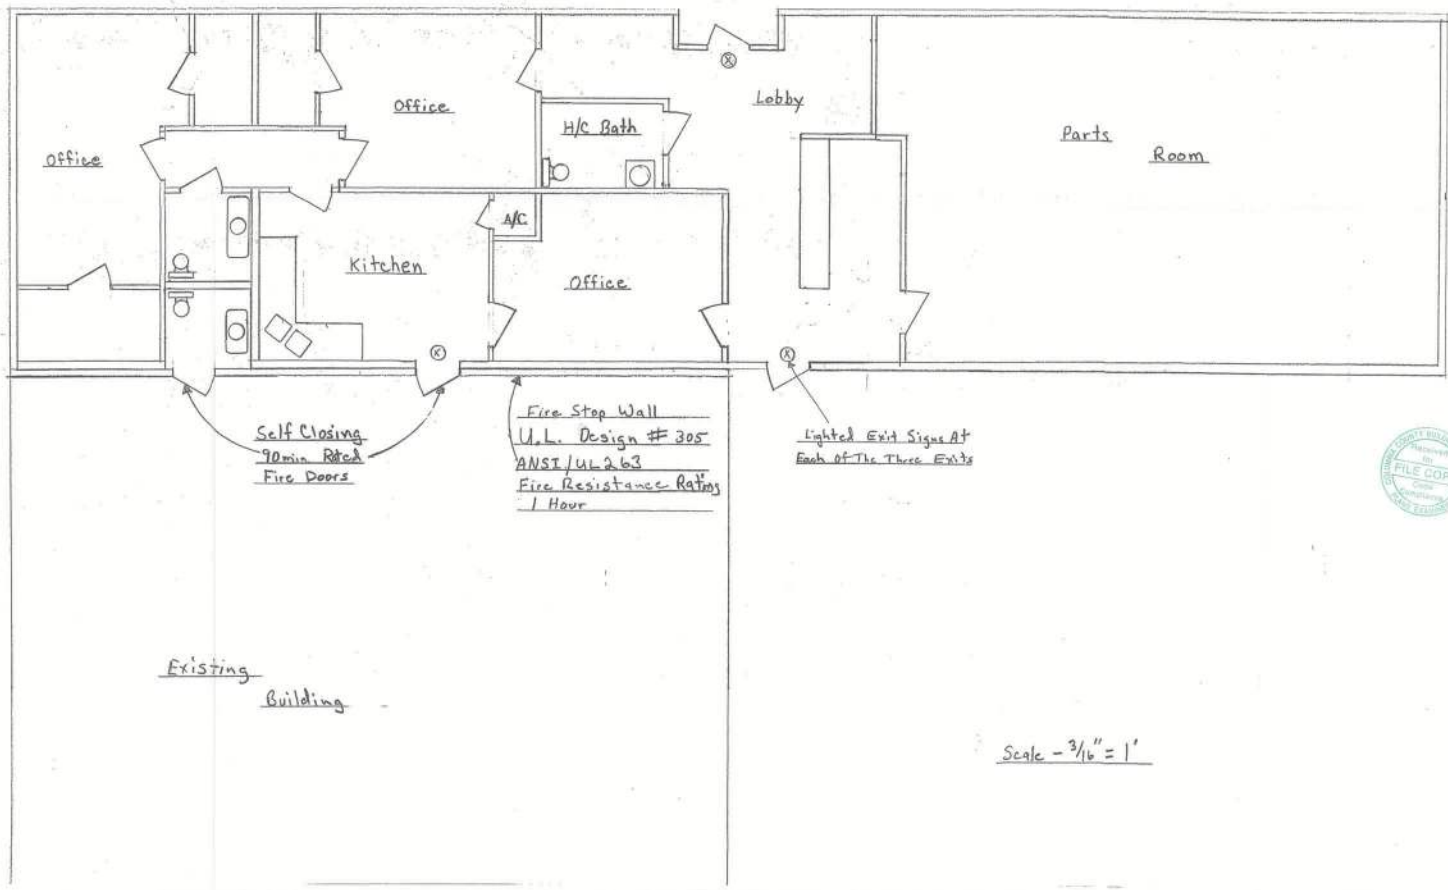 Office
Office
H/C Bath
Lobby
Parts
Room
A/C
Kitchen
Office
Self Closing
90min Rated
Fire Doors
Fire Stop Wall
U.L. Design # 305
ANSI/UL263
Fire Resistance Rating
1 Hour
Lighted Exit Signs At
Each Of The Three Exits
FILE COPY
Existing
Building
Scale - 3/16" = 1'